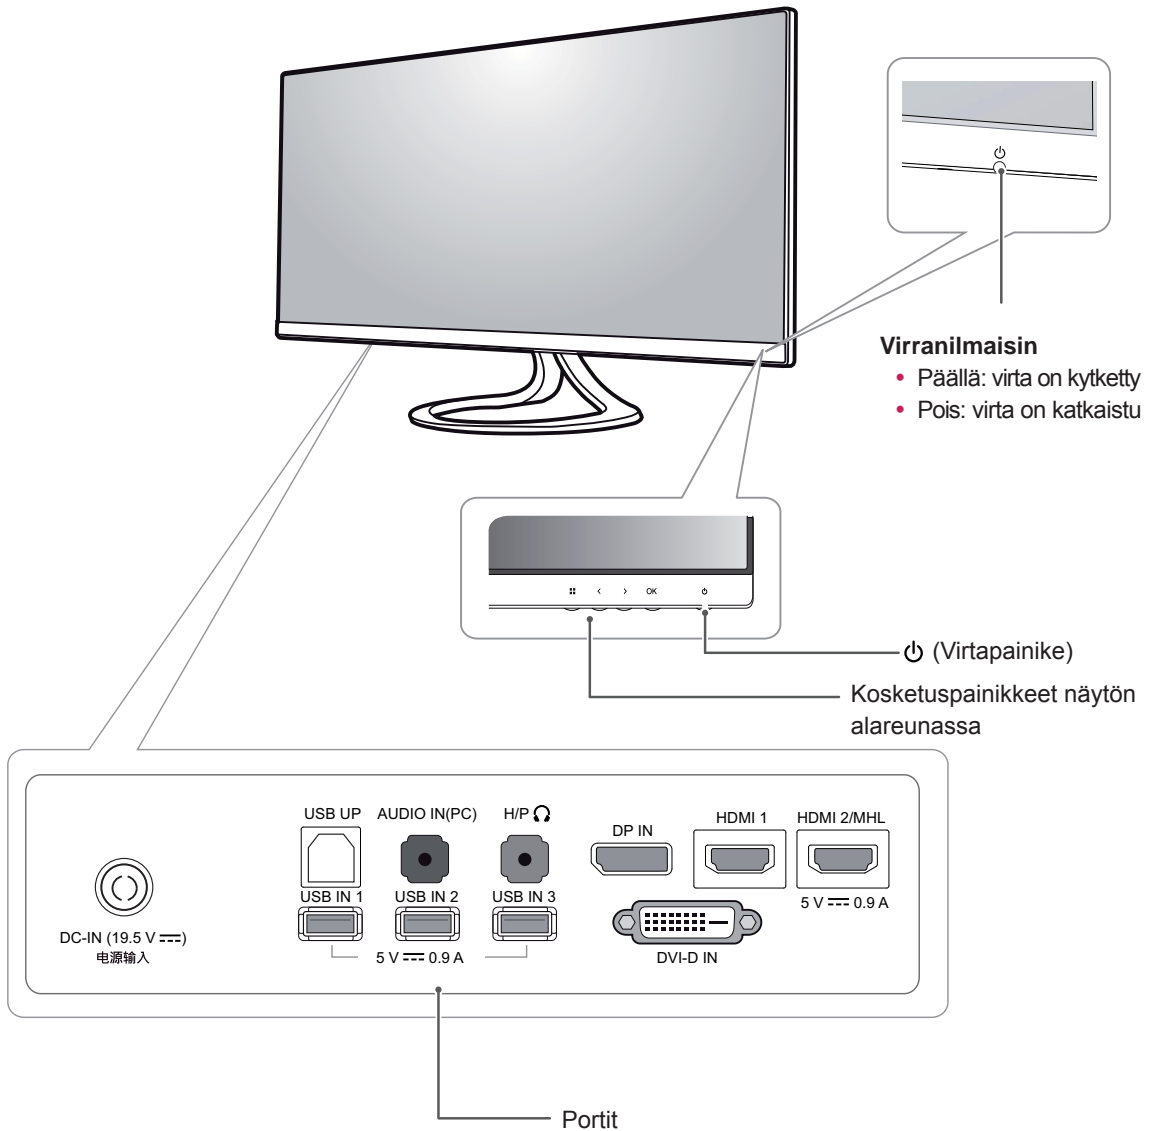 Virranilmaisin
• Päällä: virta on kytketty
• Pois: virta on katkaistu
OK
(Virtapainike)
Kosketuspainikkeet näytön
alareunassa
USB UP
AUDIO IN(PC)
H/P
DP IN
HDMI 1
HDMI 2/MHL
USB IN 1
USB IN 2
USB IN 3
5 V ⎓ 0.9 A
DC-IN (19.5 V ⎓)
电源输入
5 V ⎓ 0.9 A
DVI-D IN
Portit